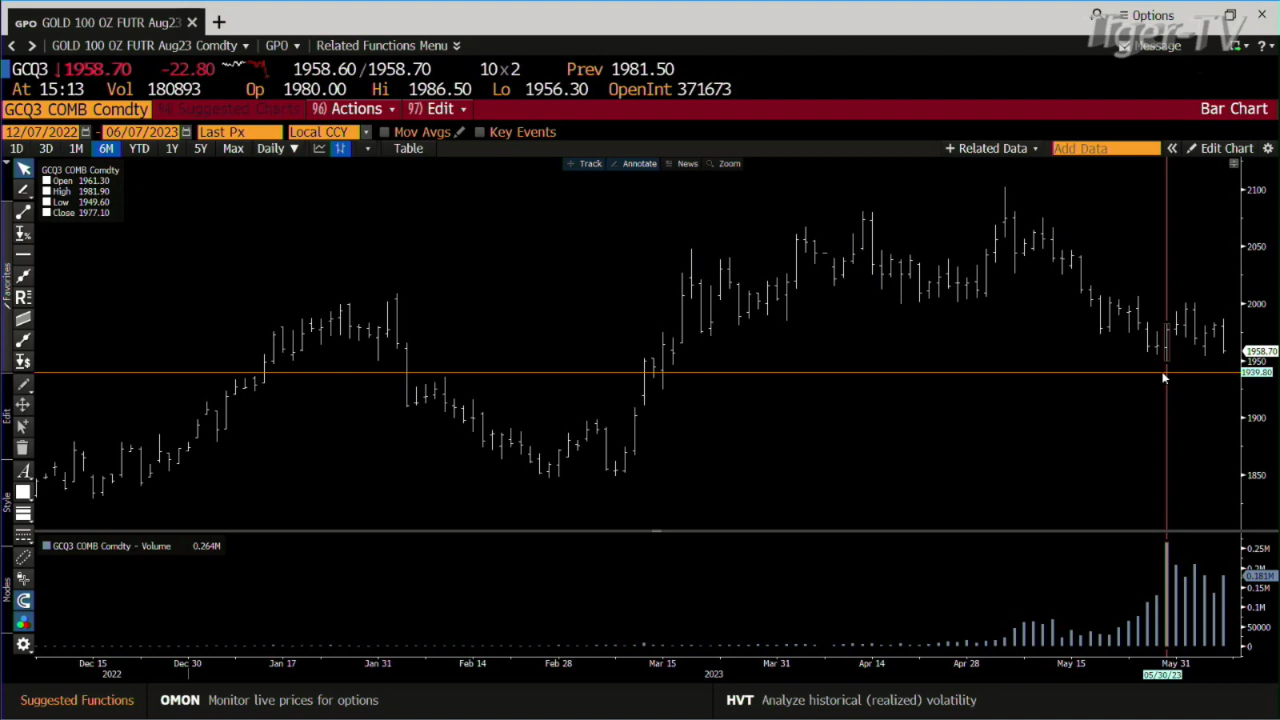 GPO GOLD 100 OZ FUTR Aug23 ✕ +
Options
Tiger-TV
< > GOLD 100 OZ FUTR Aug23 Comdty GPO Related Functions Menu Message ?
GCQ3 ↓1958.70 -22.80 1958.60/1958.70 10x2 Prev 1981.50
At 15:13 Vol 180893 Op 1980.00 Hi 1986.50 Lo 1956.30 OpenInt 371673
GCQ3 COMB Comdty 94) Suggested Charts 96) Actions 97) Edit Bar Chart
12/07/2022 - 06/07/2023 Last Px Local CCY Mov Avgs Key Events
1D 3D 1M 6M YTD 1Y 5Y Max Daily ▼ Table + Related Data Add Data « Edit Chart
Track Annotate News Zoom
GCQ3 COMB Comdty
Open 1961.30
High 1981.90
Low 1949.60
Close 1977.10
Favorites
Edit
Style
Modes
2100
2050
2000
1958.70
1950
1939.80
1900
1850
GCQ3 COMB Comdty - Volume 0.264M
0.25M
0.2M
0.181M
0.15M
0.1M
50000
0
Dec 15 Dec 30 Jan 17 Jan 31 Feb 14 Feb 28 Mar 15 Mar 31 Apr 14 Apr 28 May 15 May 31
2022 2023 05/30/23
Suggested Functions OMON Monitor live prices for options HVT Analyze historical (realized) volatility